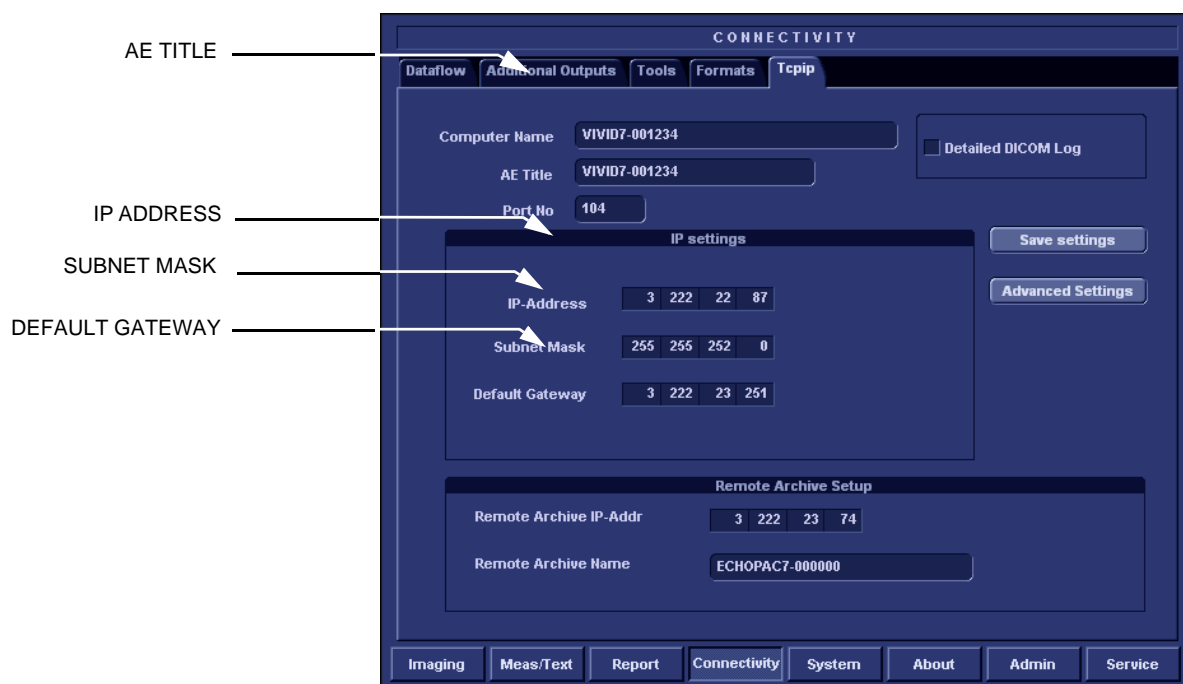 CONNECTIVITY
AE TITLE
Dataflow Additional Outputs Tools Formats Tcpip
Computer Name VIVID7-001234
Detailed DICOM Log
AE Title VIVID7-001234
IP ADDRESS
Port No 104
IP settings
Save settings
SUBNET MASK
IP-Address 3 222 22 87
Advanced Settings
DEFAULT GATEWAY
Subnet Mask 255 255 252 0
Default Gateway 3 222 23 251
Remote Archive Setup
Remote Archive IP-Addr 3 222 23 74
Remote Archive Name ECHOPAC7-000000
Imaging Meas/Text Report Connectivity System About Admin Service